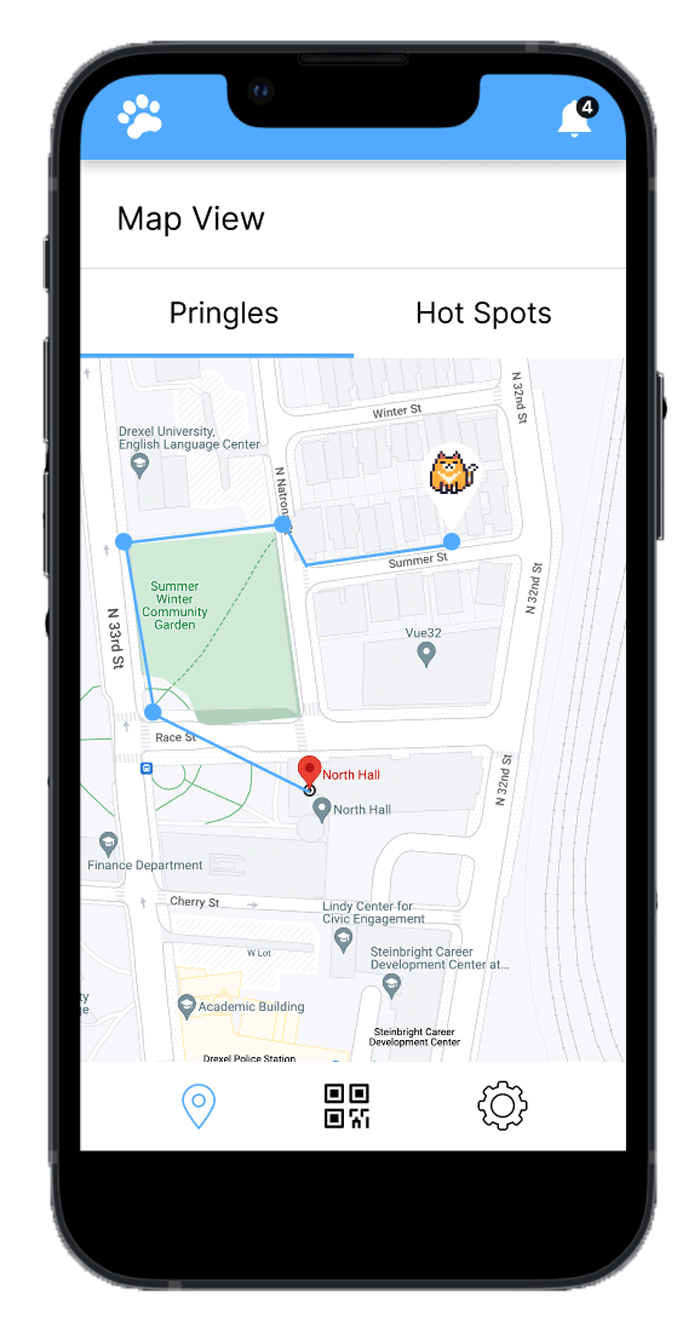 4
Map View
Pringles
Hot Spots
N 32nd St
Winter St
Drexel University,
English Language Center
N Natron
Summer St
Summer
Winter
Community
Garden
N 33rd St
N 32nd St
Vue32
Race St
North Hall
North Hall
N 32nd St
Finance Department
Cherry St
Lindy Center for
Civic Engagement
W Lot
Steinbright Career
Development Center at...
ty
e
Academic Building
Steinbright Career
Development Center
Drexel Police Station